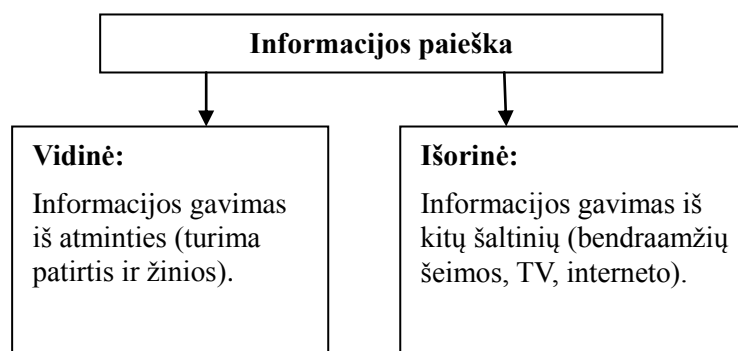 Informacijos paieška
Vidinė:
Informacijos gavimas
iš atminties (turima
patirtis ir žinios).
Išorinė:
Informacijos gavimas iš
kitų šaltinių (bendraamžių
šeimos, TV, interneto).